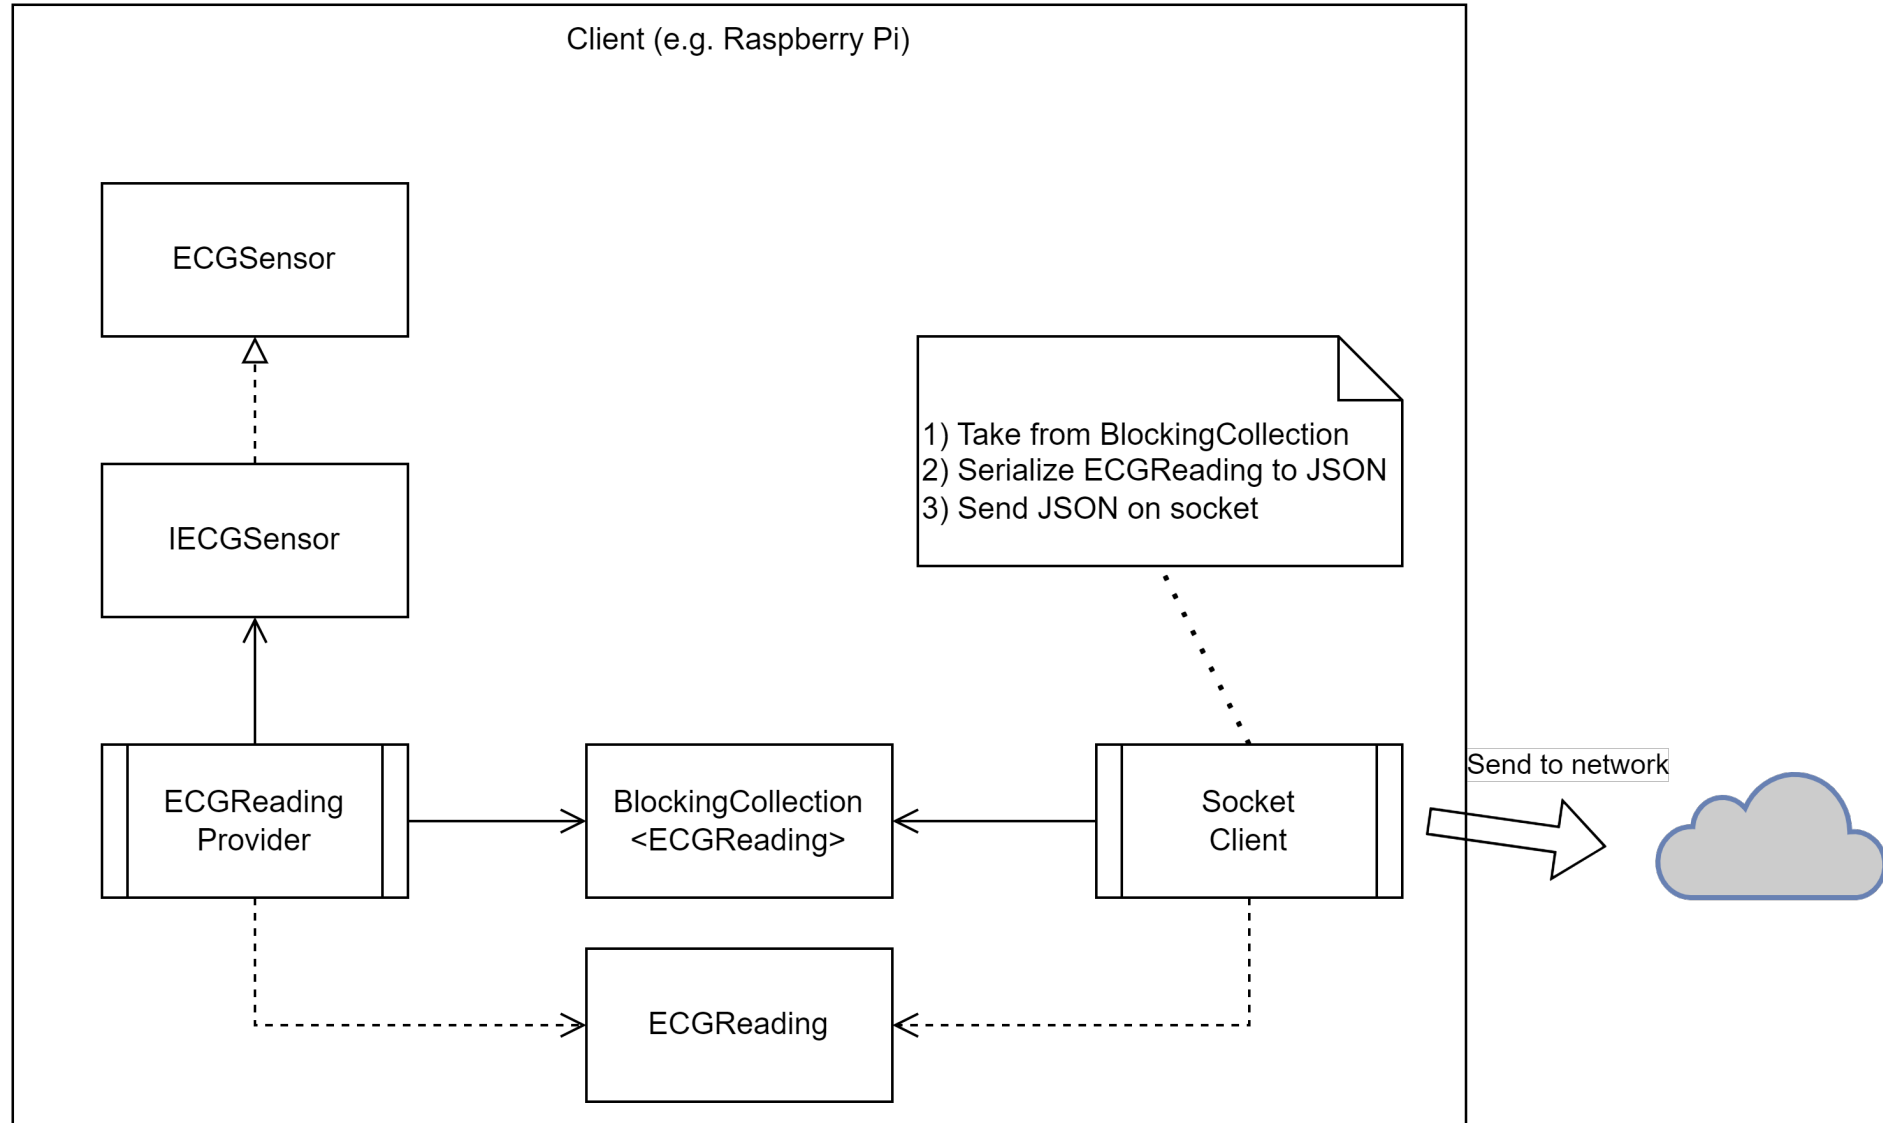 Client (e.g. Raspberry Pi)
ECGSensor
IECGSensor
1) Take from BlockingCollection
2) Serialize ECGReading to JSON
3) Send JSON on socket
ECGReading
Provider
BlockingCollection
<ECGReading>
Socket
Client
Send to network
ECGReading